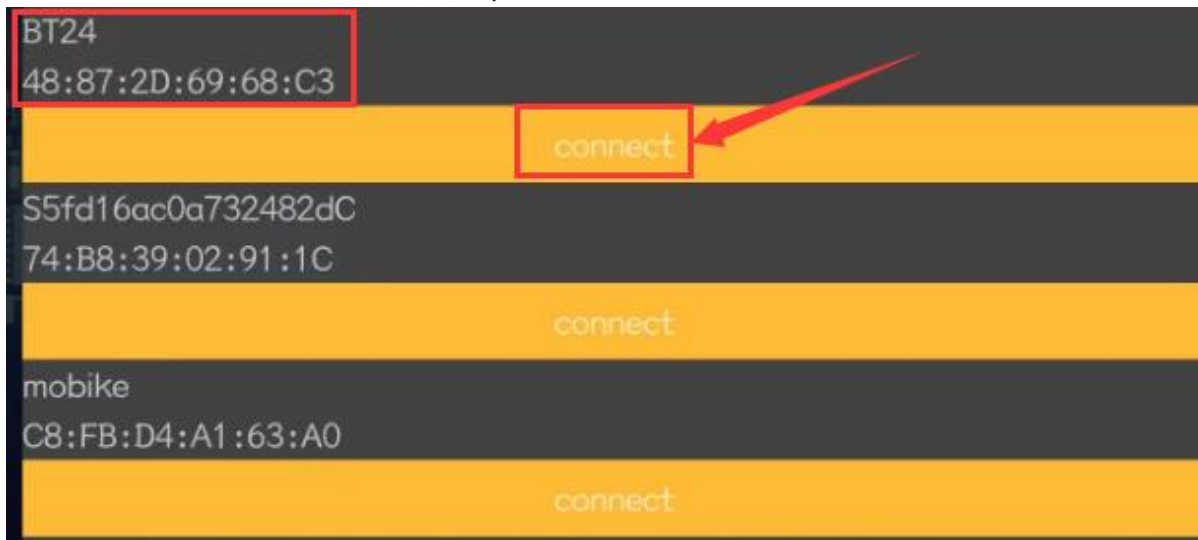 BT24
48:87:2D:69:68:C3
connect
S5fd16ac0a732482dC
74:B8:39:02:91:1C
connect
mobike
C8:FB:D4:A1:63:A0
connect